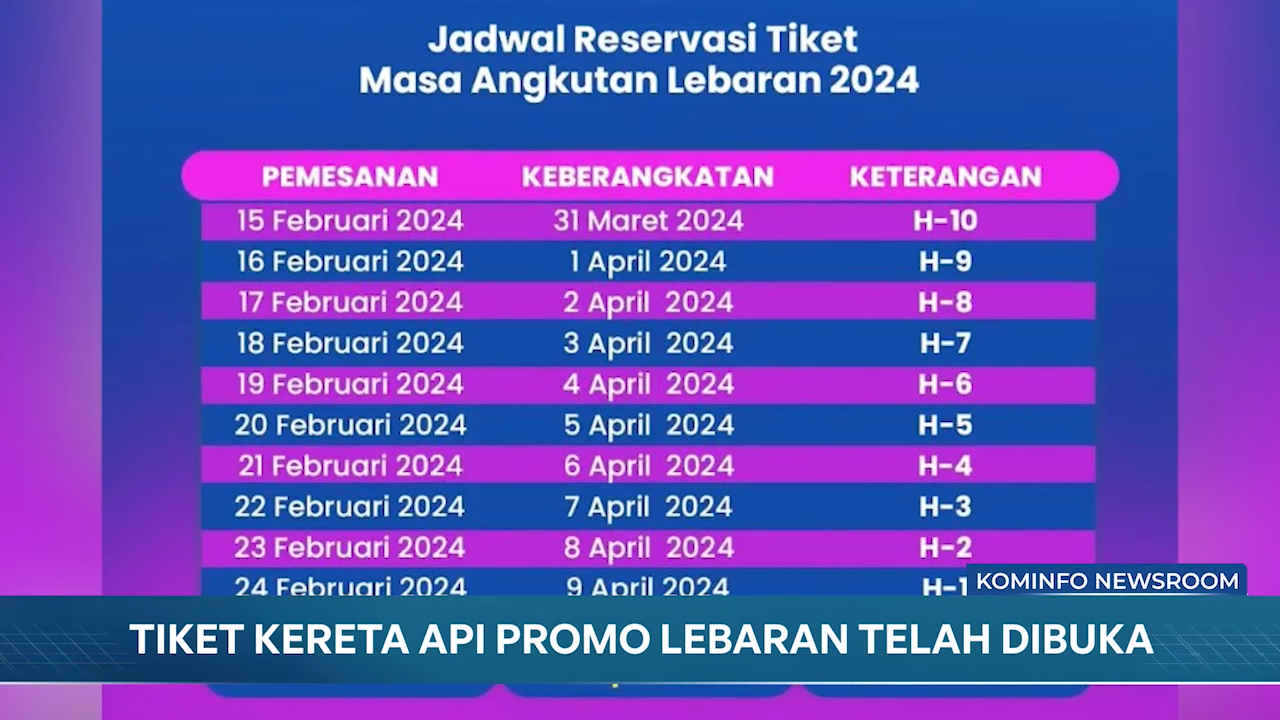 Jadwal Reservasi Tiket
Masa Angkutan Lebaran 2024
PEMESANAN KEBERANGKATAN KETERANGAN
15 Februari 2024 31 Maret 2024 H-10
16 Februari 2024 1 April 2024 H-9
17 Februari 2024 2 April 2024 H-8
18 Februari 2024 3 April 2024 H-7
19 Februari 2024 4 April 2024 H-6
20 Februari 2024 5 April 2024 H-5
21 Februari 2024 6 April 2024 H-4
22 Februari 2024 7 April 2024 H-3
23 Februari 2024 8 April 2024 H-2
24 Februari 2024 9 April 2024 H-1
KOMINFO NEWSROOM
TIKET KERETA API PROMO LEBARAN TELAH DIBUKA